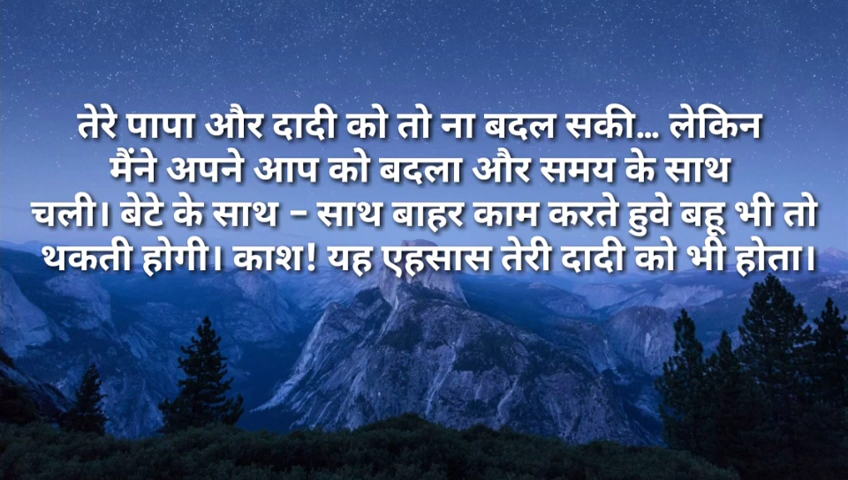 तेरे पापा और दादी को तो ना बदल सकी... लेकिन
मैंने अपने आप को बदला और समय के साथ
चली। बेटे के साथ - साथ बाहर काम करते हुवे बहू भी तो
थकती होगी। काश! यह एहसास तेरी दादी को भी होता।